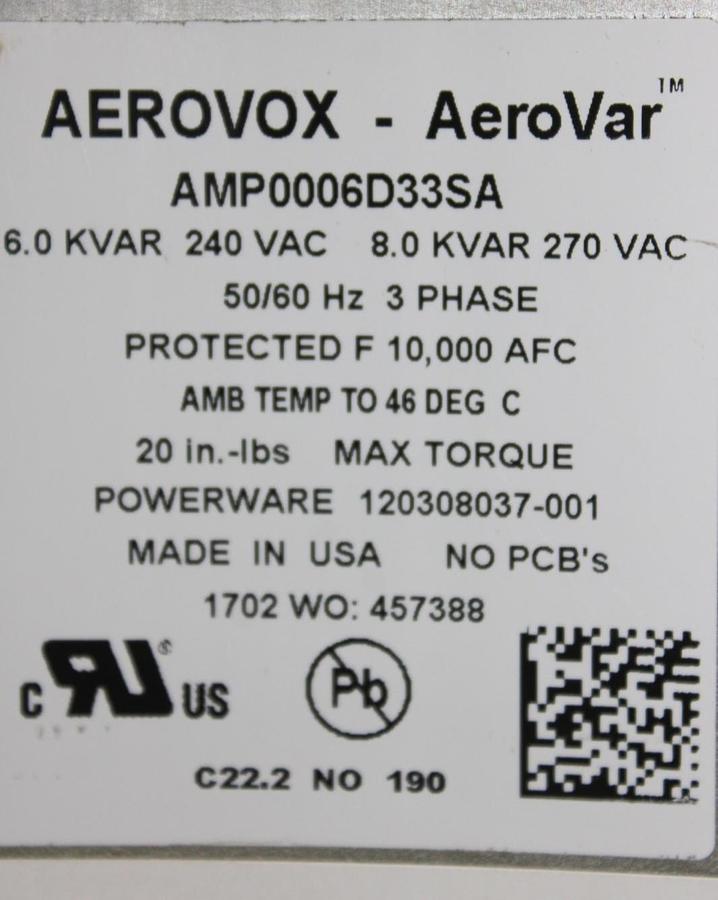 AEROVOX - AeroVar™
AMP0006D33SA
6.0 KVAR 240 VAC 8.0 KVAR 270 VAC
50/60 Hz 3 PHASE
PROTECTED F 10,000 AFC
AMB TEMP TO 46 DEG C
20 in.-lbs MAX TORQUE
POWERWARE 120308037-001
MADE IN USA NO PCB's
1702 WO: 457388
C RU® US Pb
C22.2 NO 190